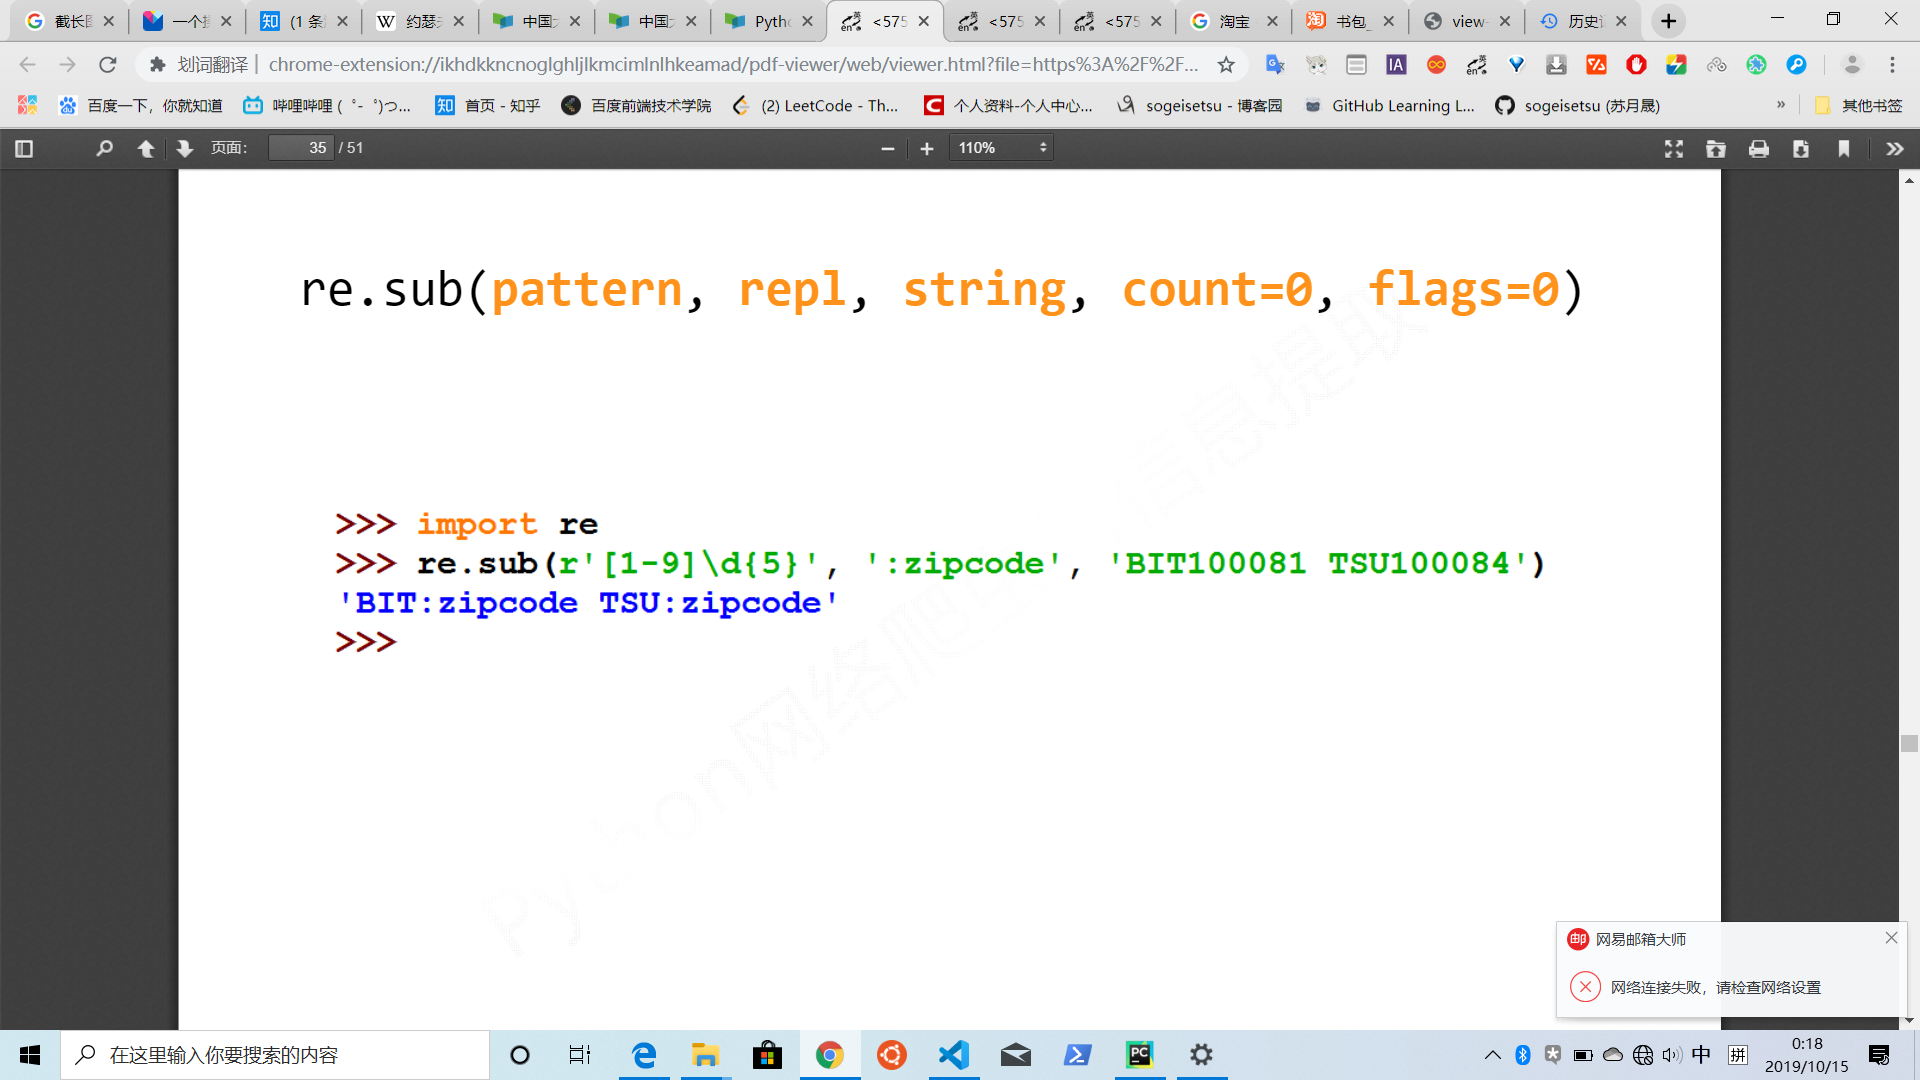 截长图
一个扌
(1 条)
约瑟夫
中国大
中国大
Pytho
<575
<575
<575
淘宝
书包_
view-
历史记
划词翻译
chrome-extension://ikhdkkncnoglghljlkmcimlnlhkeamad/pdf-viewer/web/viewer.html?file=https%3A%2F%2F...
百度一下，你就知道
哔哩哔哩 ( ゜- ゜)つ...
首页 - 知乎
百度前端技术学院
(2) LeetCode - Th...
个人资料-个人中心...
sogeisetsu - 博客园
GitHub Learning L...
sogeisetsu (苏月晟)
»
其他书签
页面:
35 / 51
110%
re.sub(pattern, repl, string, count=0, flags=0)
>>> import re
>>> re.sub(r'[1-9]\d{5}', ':zipcode', 'BIT100081 TSU100084')
'BIT:zipcode TSU:zipcode'
>>>
Python网络爬
信息提取
网易邮箱大师
网络连接失败，请检查网络设置
在这里输入你要搜索的内容
中
拼
0:18
2019/10/15